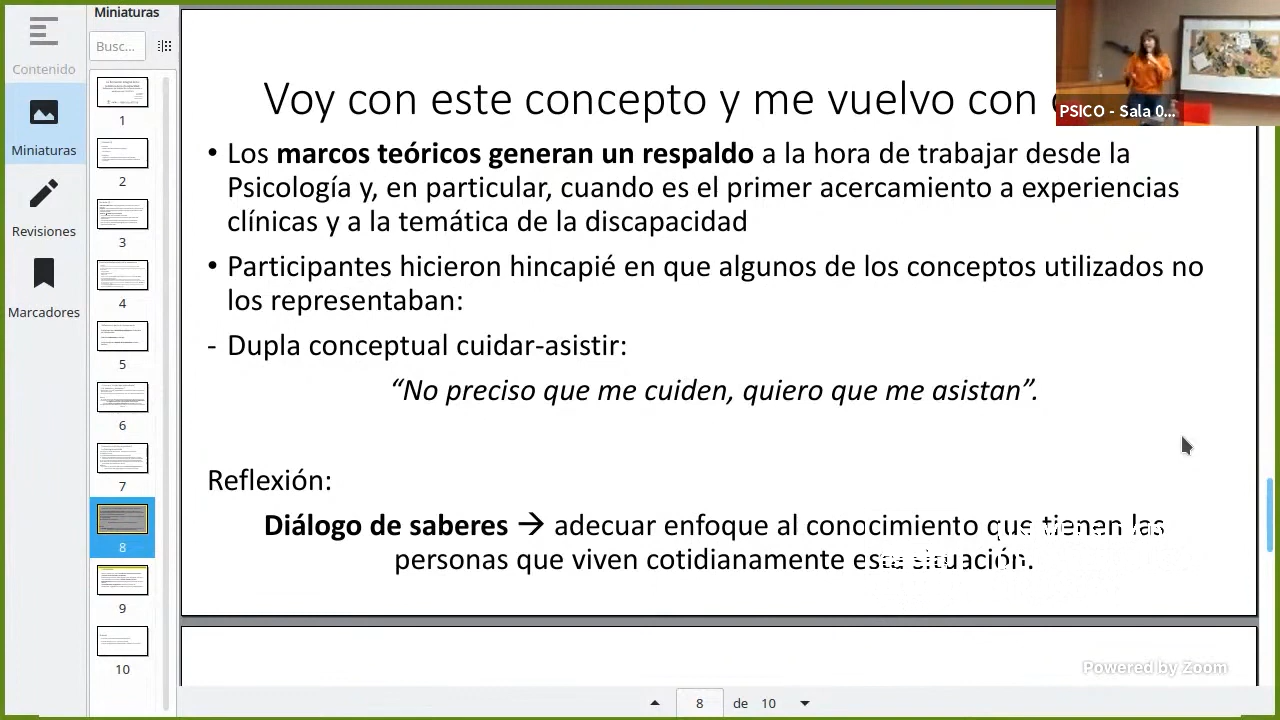 Contenido
Miniaturas
Revisiones
Marcadores
Miniaturas
Busc...
1
2
3
4
5
6
7
8
9
10
Voy con este concepto y me vuelvo con
PSICO - Sala 0...
• Los marcos teóricos generan un respaldo a la hora de trabajar desde la
Psicología y, en particular, cuando es el primer acercamiento a experiencias
clínicas y a la temática de la discapacidad
• Participantes hicieron hincapié en que algunos de los conceptos utilizados no
los representaban:
- Dupla conceptual cuidar-asistir:
“No preciso que me cuiden, quiero que me asistan”.
Reflexión:
Diálogo de saberes → adecuar enfoque al conocimiento que tienen las
personas que viven cotidianamente esa situación.
Powered by Zoom
8 de 10